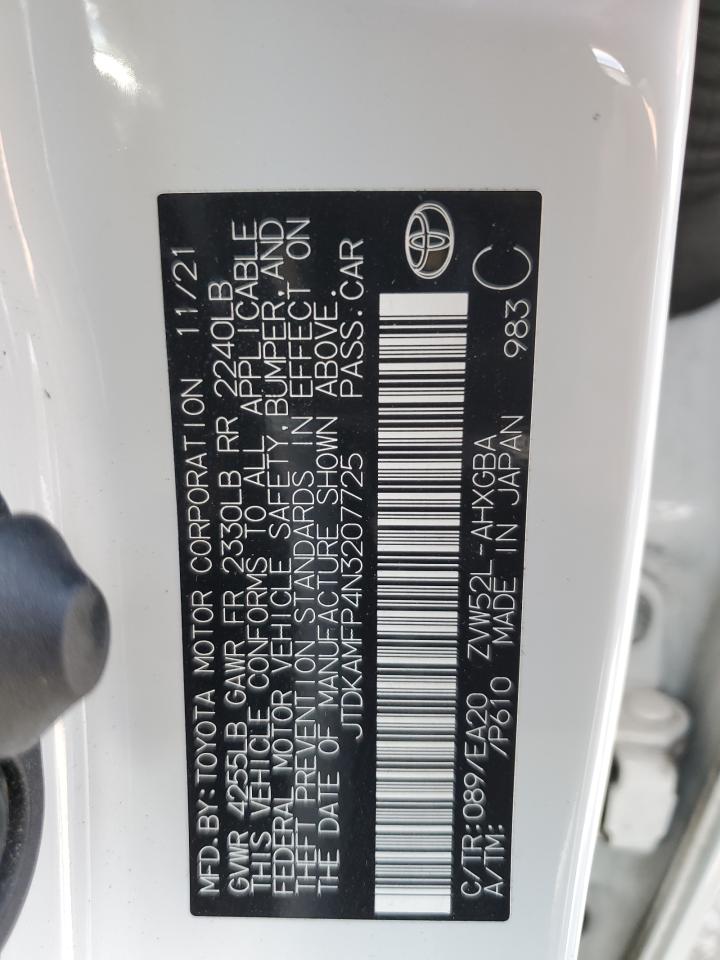 MFD.BY:TOYOTA MOTOR CORPORATION 11/21
GVWR 4255LB GAWR FR 2330LB RR 2240LB
THIS VEHICLE CONFORMS TO ALL APPLICABLE
FEDERAL MOTOR VEHICLE SAFETY,BUMPER,AND
THEFT PREVENTION STANDARDS IN EFFECT ON
THE DATE OF MANUFACTURE SHOWN ABOVE.
JTDKAMFP4N3207725 PASS.CAR
C/TR:089/EA20 ZVW52L-AHXGBA
A/TM: /P610 MADE IN JAPAN 983 C